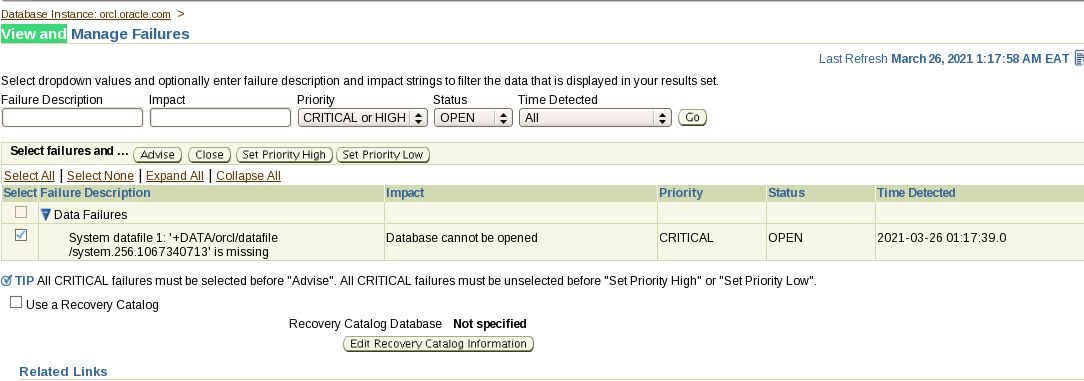 Database Instance: orcl.oracle.com >
View and Manage Failures
Last Refresh March 26, 2021 1:17:58 AM EAT
Select dropdown values and optionally enter failure description and impact strings to filter the data that is displayed in your results set.
Failure Description Impact Priority Status Time Detected
CRITICAL or HIGH OPEN All Go
Select failures and ... Advise Close Set Priority High Set Priority Low
Select All | Select None | Expand All | Collapse All
Select Failure Description Impact Priority Status Time Detected
Data Failures
System datafile 1: '+DATA/orcl/datafile Database cannot be opened CRITICAL OPEN 2021-03-26 01:17:39.0
/system.256.1067340713' is missing
TIP All CRITICAL failures must be selected before "Advise". All CRITICAL failures must be unselected before "Set Priority High" or "Set Priority Low".
Use a Recovery Catalog
Recovery Catalog Database Not specified
Edit Recovery Catalog Information
Related Links